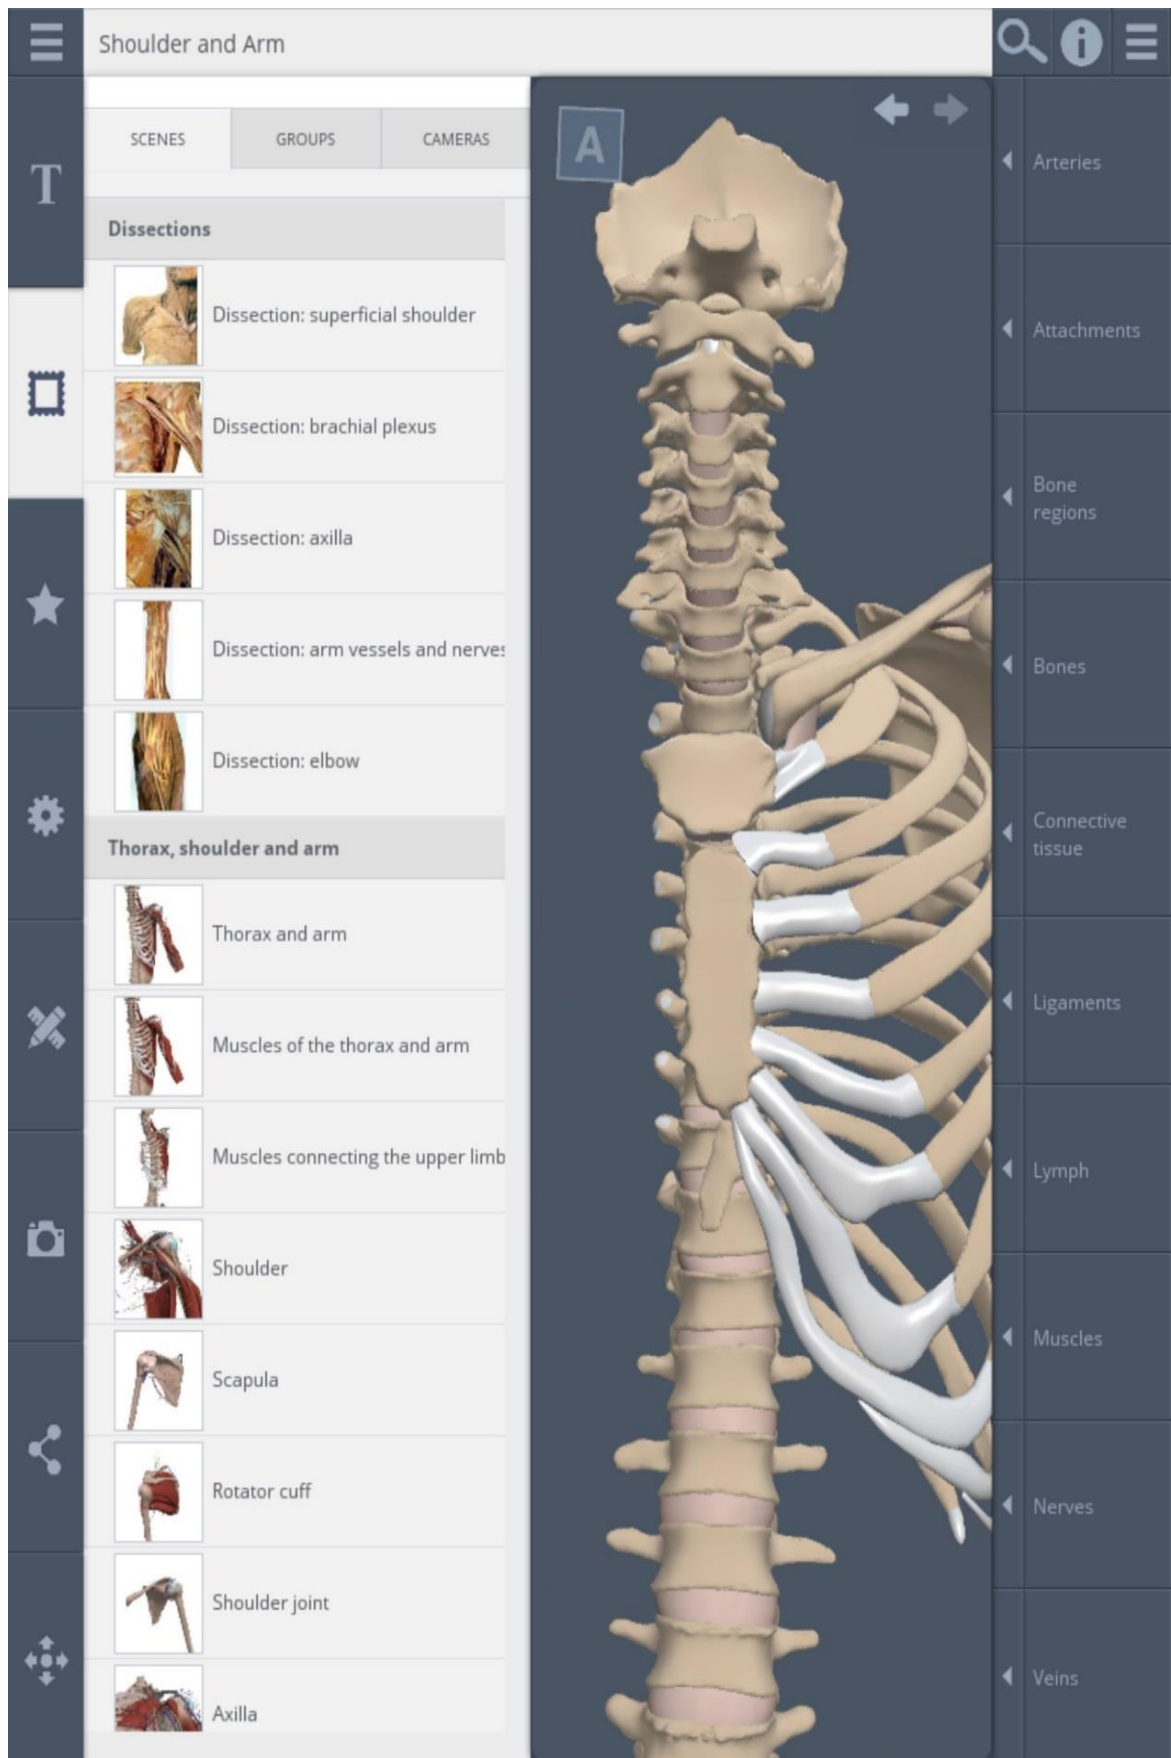 Shoulder and Arm
SCENES
GROUPS
CAMERAS
T
Dissections
Dissection: superficial shoulder
Dissection: brachial plexus
Dissection: axilla
Dissection: arm vessels and nerves
Dissection: elbow
Thorax, shoulder and arm
Thorax and arm
Muscles of the thorax and arm
Muscles connecting the upper limb
Shoulder
Scapula
Rotator cuff
Shoulder joint
Axilla
A
Arteries
Attachments
Bone
regions
Bones
Connective
tissue
Ligaments
Lymph
Muscles
Nerves
Veins